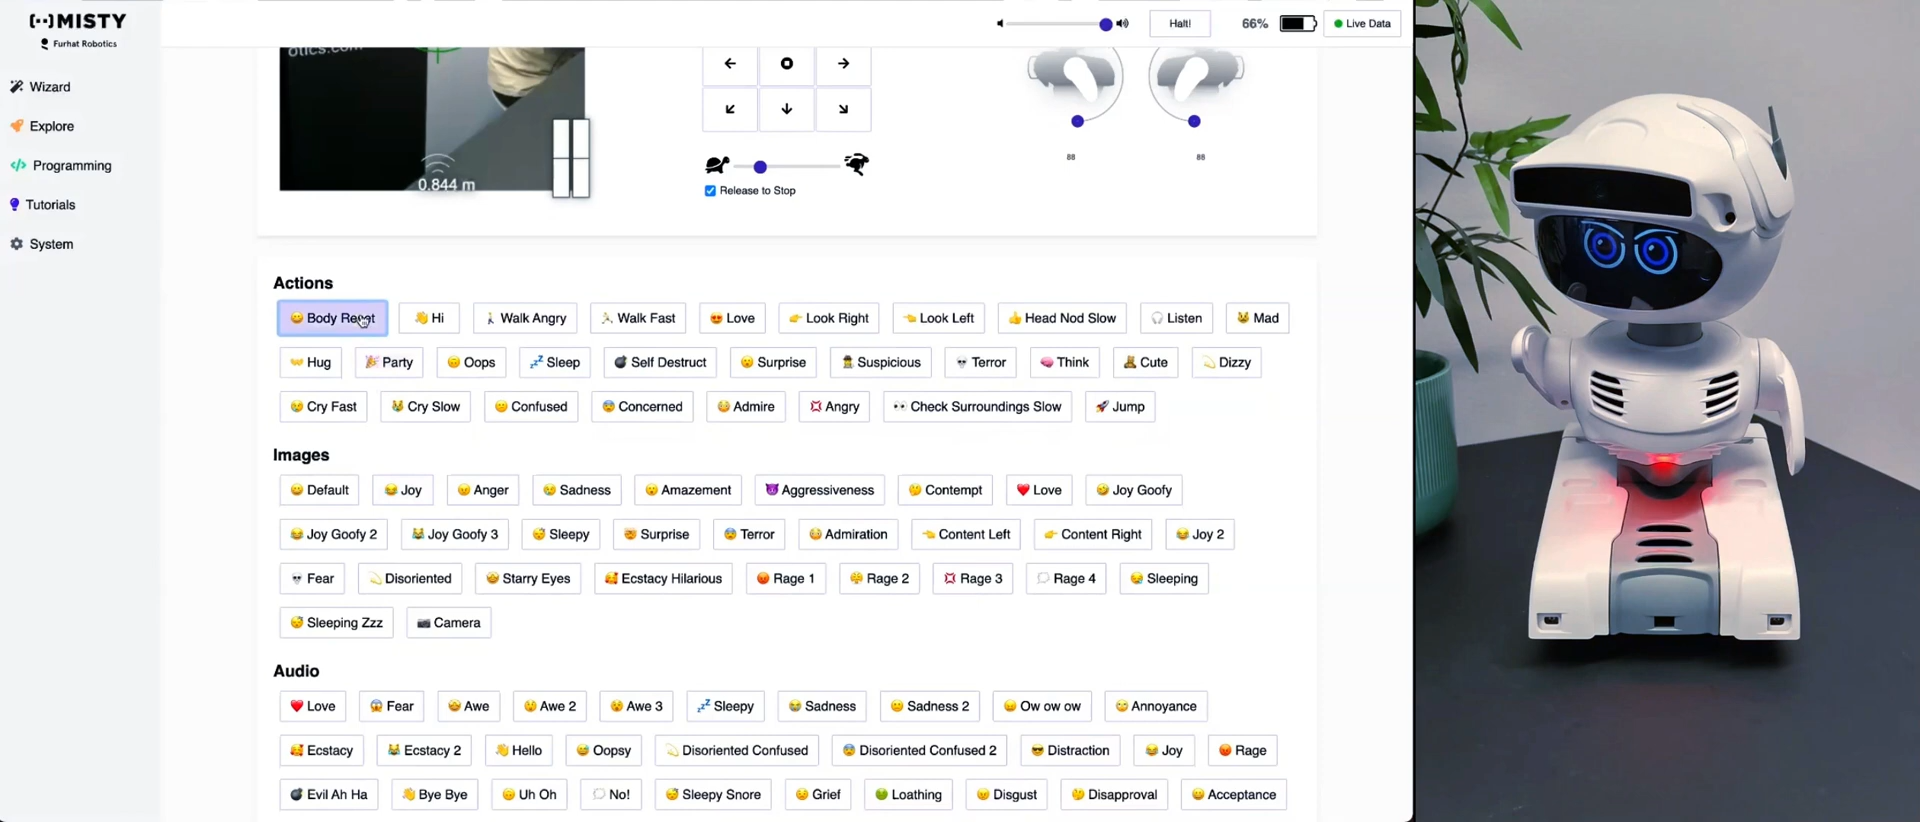 MISTY
Furhat Robotics
Halt!
66%
Live Data
Wizard
Explore
Programming
Tutorials
System
otics.com
0.844 m
Release to Stop
88
88
Actions
Body Reset Hi Walk Angry Walk Fast Love Look Right Look Left Head Nod Slow Listen Mad
Hug Party Oops Sleep Self Destruct Surprise Suspicious Terror Think Cute Dizzy
Cry Fast Cry Slow Confused Concerned Admire Angry Check Surroundings Slow Jump
Images
Default Joy Anger Sadness Amazement Aggressiveness Contempt Love Joy Goofy
Joy Goofy 2 Joy Goofy 3 Sleepy Surprise Terror Admiration Content Left Content Right Joy 2
Fear Disoriented Starry Eyes Ecstacy Hilarious Rage 1 Rage 2 Rage 3 Rage 4 Sleeping
Sleeping Zzz Camera
Audio
Love Fear Awe Awe 2 Awe 3 Sleepy Sadness Sadness 2 Ow ow ow Annoyance
Ecstacy Ecstacy 2 Hello Oopsy Disoriented Confused Disoriented Confused 2 Distraction Joy Rage
Evil Ah Ha Bye Bye Uh Oh No! Sleepy Snore Grief Loathing Disgust Disapproval Acceptance